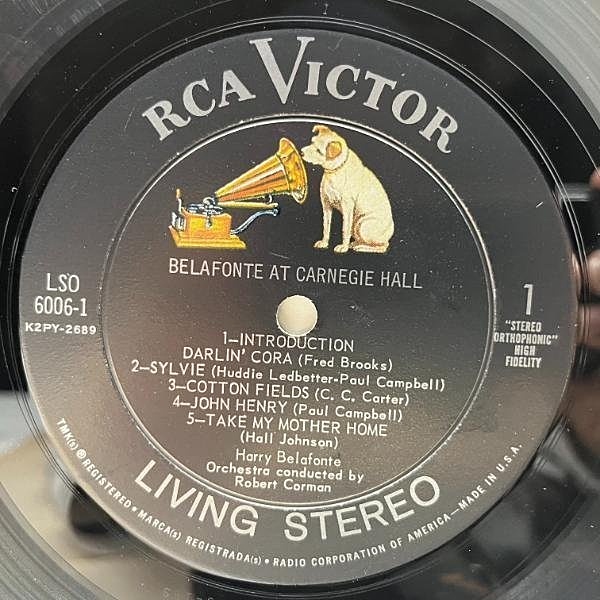 RCA VICTOR
BELAFONTE AT CARNEGIE HALL
LSO
6006-1
K2PY-2689
1
"STEREO
ORTHOPHONIC"
HIGH
FIDELITY
1—INTRODUCTION
DARLIN' CORA (Fred Brooks)
2—SYLVIE (Huddie Ledbetter-Paul Campbell)
3—COTTON FIELDS (C. C. Carter)
4—JOHN HENRY (Paul Campbell)
5—TAKE MY MOTHER HOME
(Hall Johnson)
Harry Belafonte
Orchestra conducted by
Robert Corman
LIVING STEREO
TMK(s) ® REGISTERED • MARCA(s) REGISTRADA(s) • RADIO CORPORATION OF AMERICA—MADE IN U.S.A.